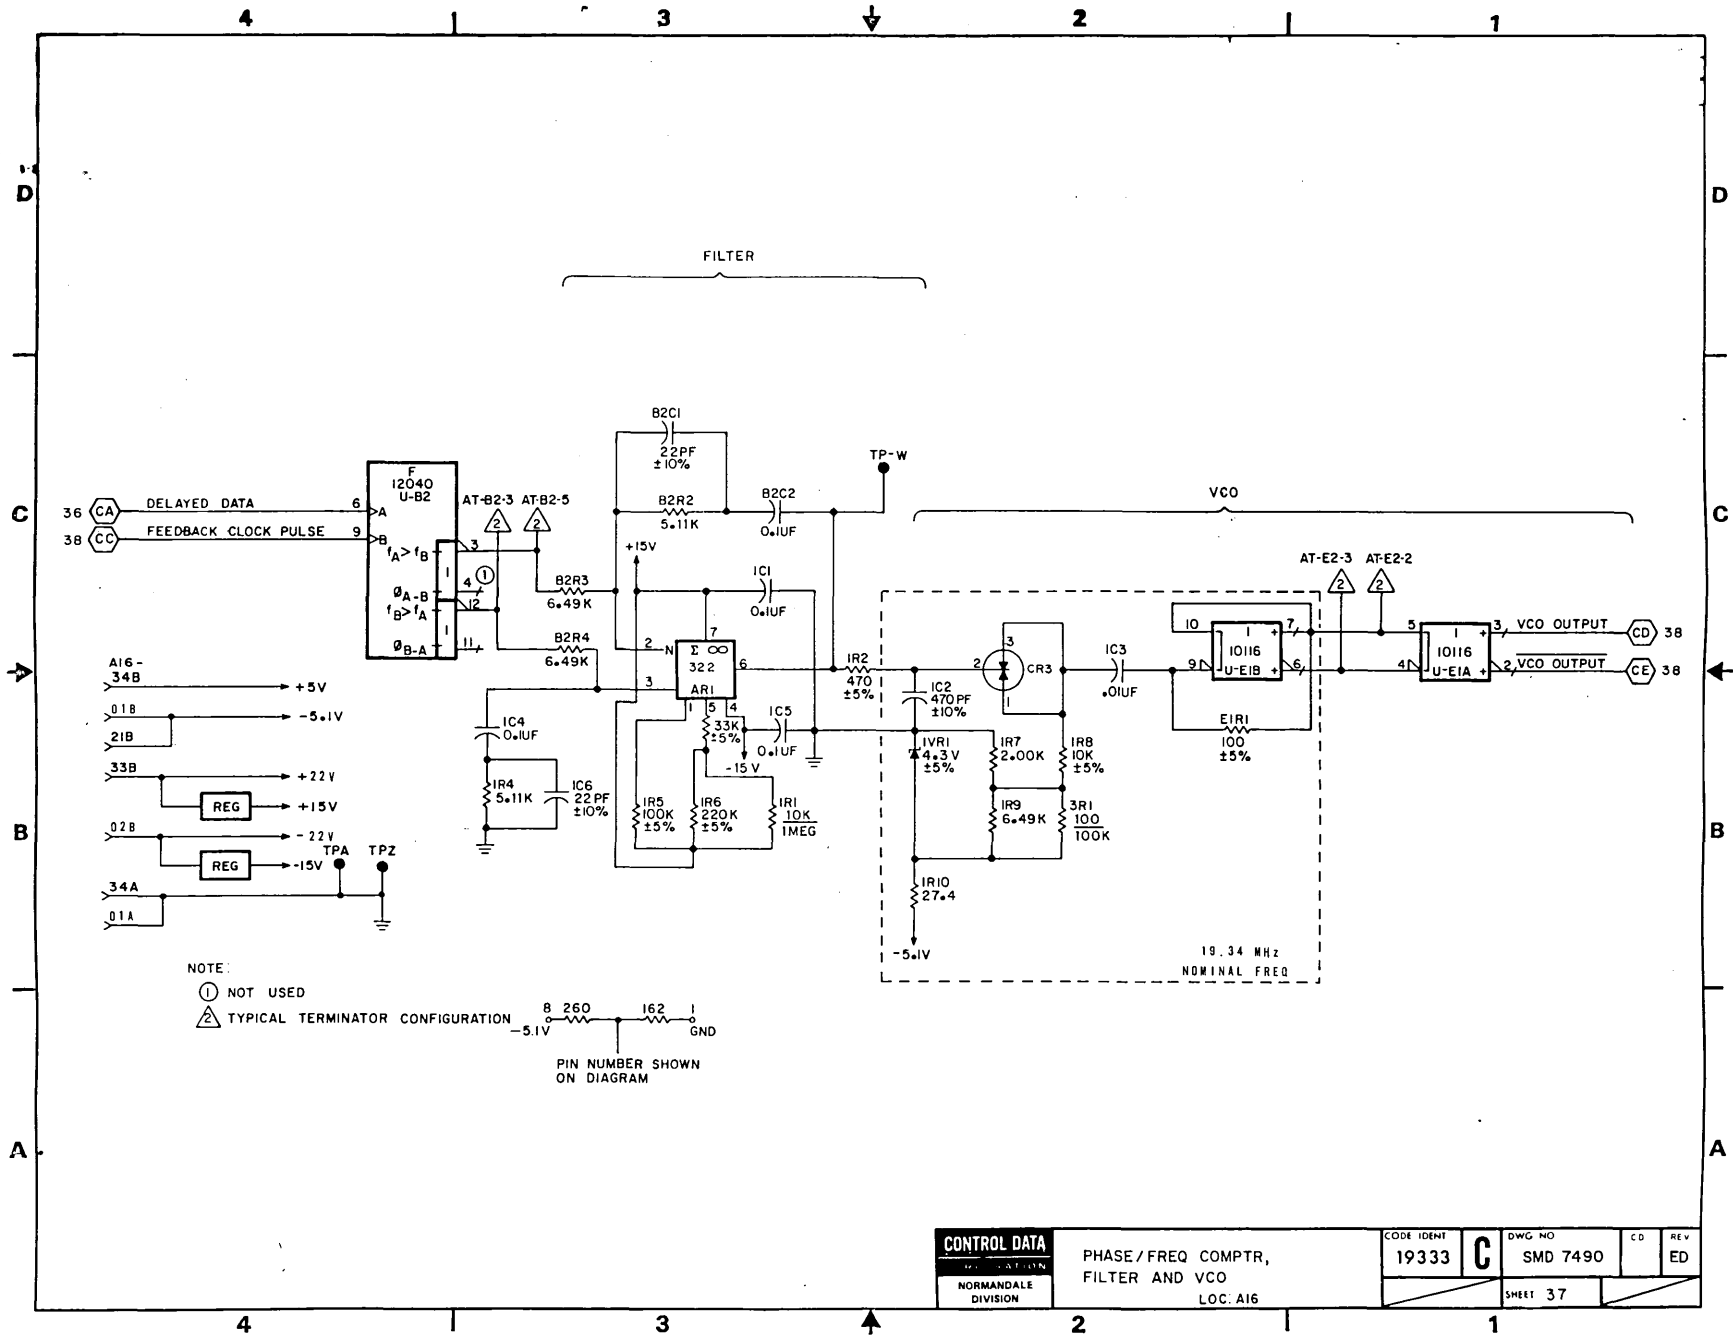 4 3 2 1
D
D
FILTER
B2C1
22PF
±10%
TP-W
F
12040
U-B2
AT-B2-3 AT-B2-5
2 2
B2R2
5.11K
B2C2
0.1UF
VCO
C
C
36 CA DELAYED DATA 6 A
38 CC FEEDBACK CLOCK PULSE 9 B
fA>fB 3
1
4 1
ØA-B
fB>fA 12
1
ØB-A 11
+15V
B2R3
6.49K
1C1
0.1UF
B2R4
6.49K
7
2 N Σ ∞
322
AR1
6
3
1 5 4
33K
±5%
1C5
0.1UF
-15V
1R2
470
±5%
1C2
470PF
±10%
2 3 CR3
1
1C3
.01UF
AT-E2-3 AT-E2-2
2 2
10 1 + 7
10116
9 U-E1B + 6
5 1 + 3 VCO OUTPUT CD 38
10116
4 U-E1A + 2 VCO OUTPUT CE 38
E1R1
100
±5%
A16-
34B +5V
01B -5.1V
21B
33B +22V
REG +15V
02B -22V
REG -15V
TPA TPZ
34A
01A
1C4
0.1UF
1R4
5.11K
1C6
22PF
±10%
1R5
100K
±5%
1R6
220K
±5%
1R1
10K
1MEG
1VR1
4.3V
±5%
1R7
2.00K
1R8
10K
±5%
1R9
6.49K
3R1
100
100K
1R10
27.4
-5.1V
19.34 MHz
NOMINAL FREQ
B
B
NOTE:
1 NOT USED
2 TYPICAL TERMINATOR CONFIGURATION
-5.1V 8 260 162 1 GND
PIN NUMBER SHOWN
ON DIAGRAM
A
A
CONTROL DATA
NORMANDALE
DIVISION
PHASE/FREQ COMPTR,
FILTER AND VCO
LOC: A16
CODE IDENT
19333
C
DWG NO
SMD 7490
CD
REV
ED
SHEET 37
4 3 2 1